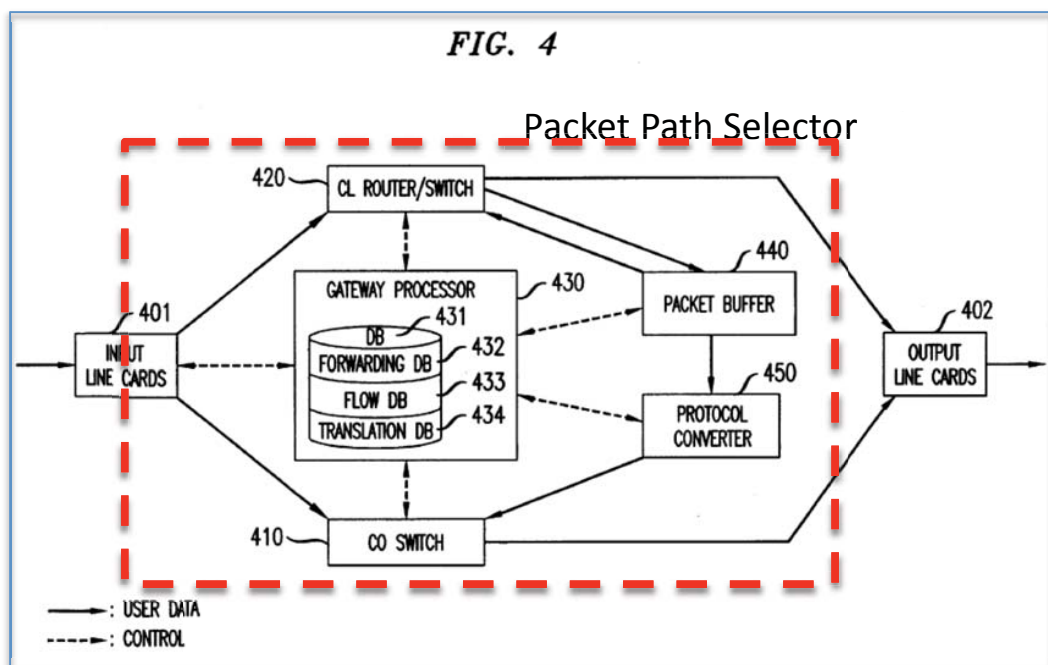 FIG. 4
Packet Path Selector
420
CL ROUTER/SWITCH
440
PACKET BUFFER
GATEWAY PROCESSOR
430
401
INPUT
LINE CARDS
431
DB
432
FORWARDING DB
433
FLOW DB
434
TRANSLATION DB
402
OUTPUT
LINE CARDS
450
PROTOCOL
CONVERTER
410
CO SWITCH
: USER DATA
: CONTROL